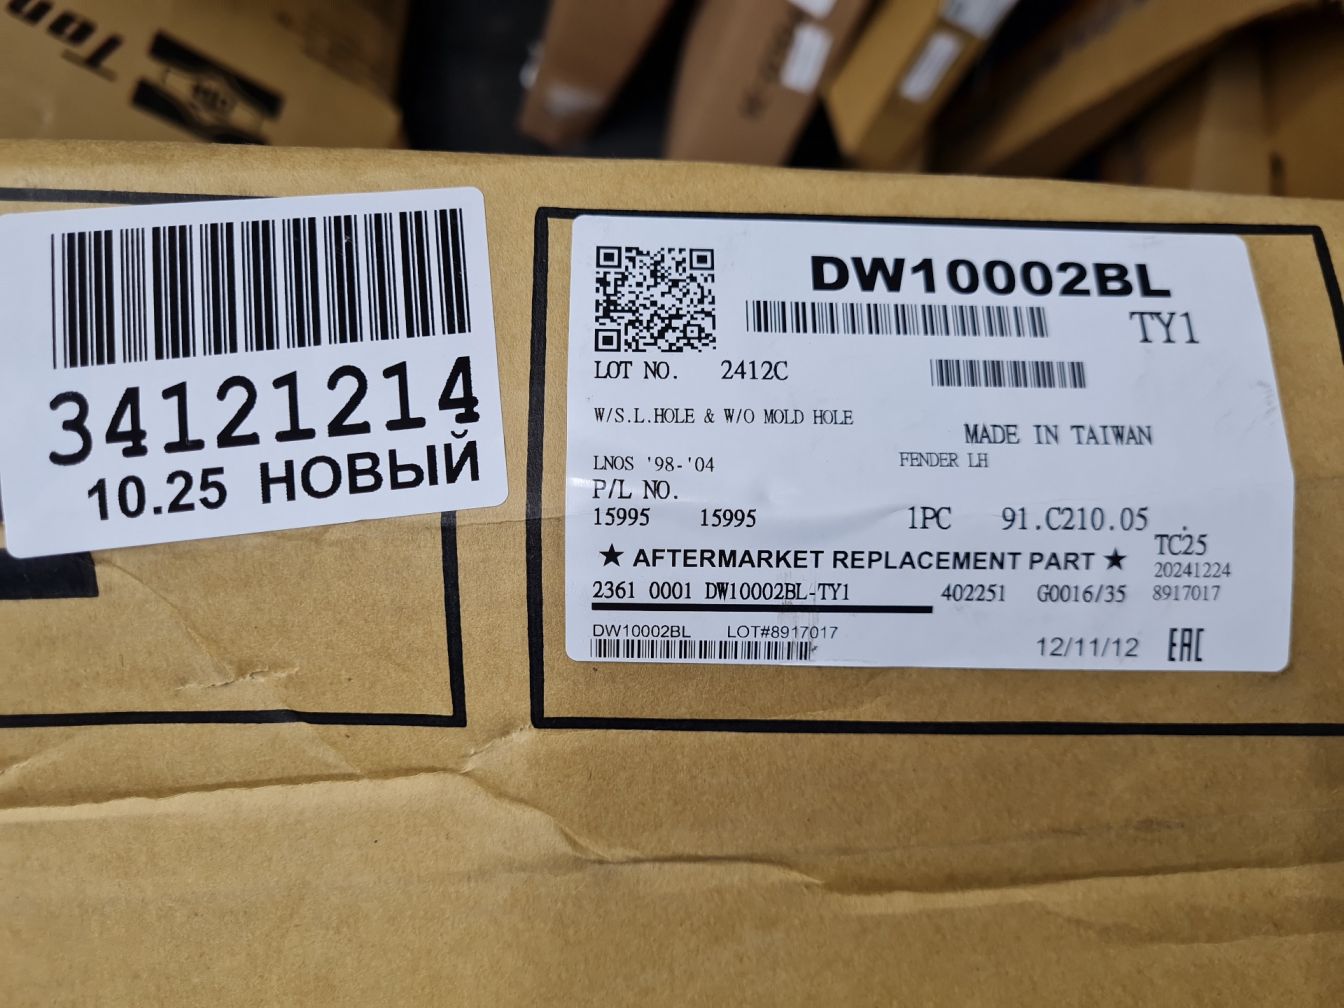 Ton
34121214
10.25 НОВЫЙ
DW10002BL
TY1
LOT NO. 2412C
W/S.L.HOLE & W/O MOLD HOLE
MADE IN TAIWAN
LNOS '98-'04
FENDER LH
P/L NO.
15995 15995 1PC 91.C210.05
★ AFTERMARKET REPLACEMENT PART ★
TC25
20241224
2361 0001 DW10002BL-TY1 402251 G0016/35 8917017
DW10002BL LOT#8917017
12/11/12 EAC